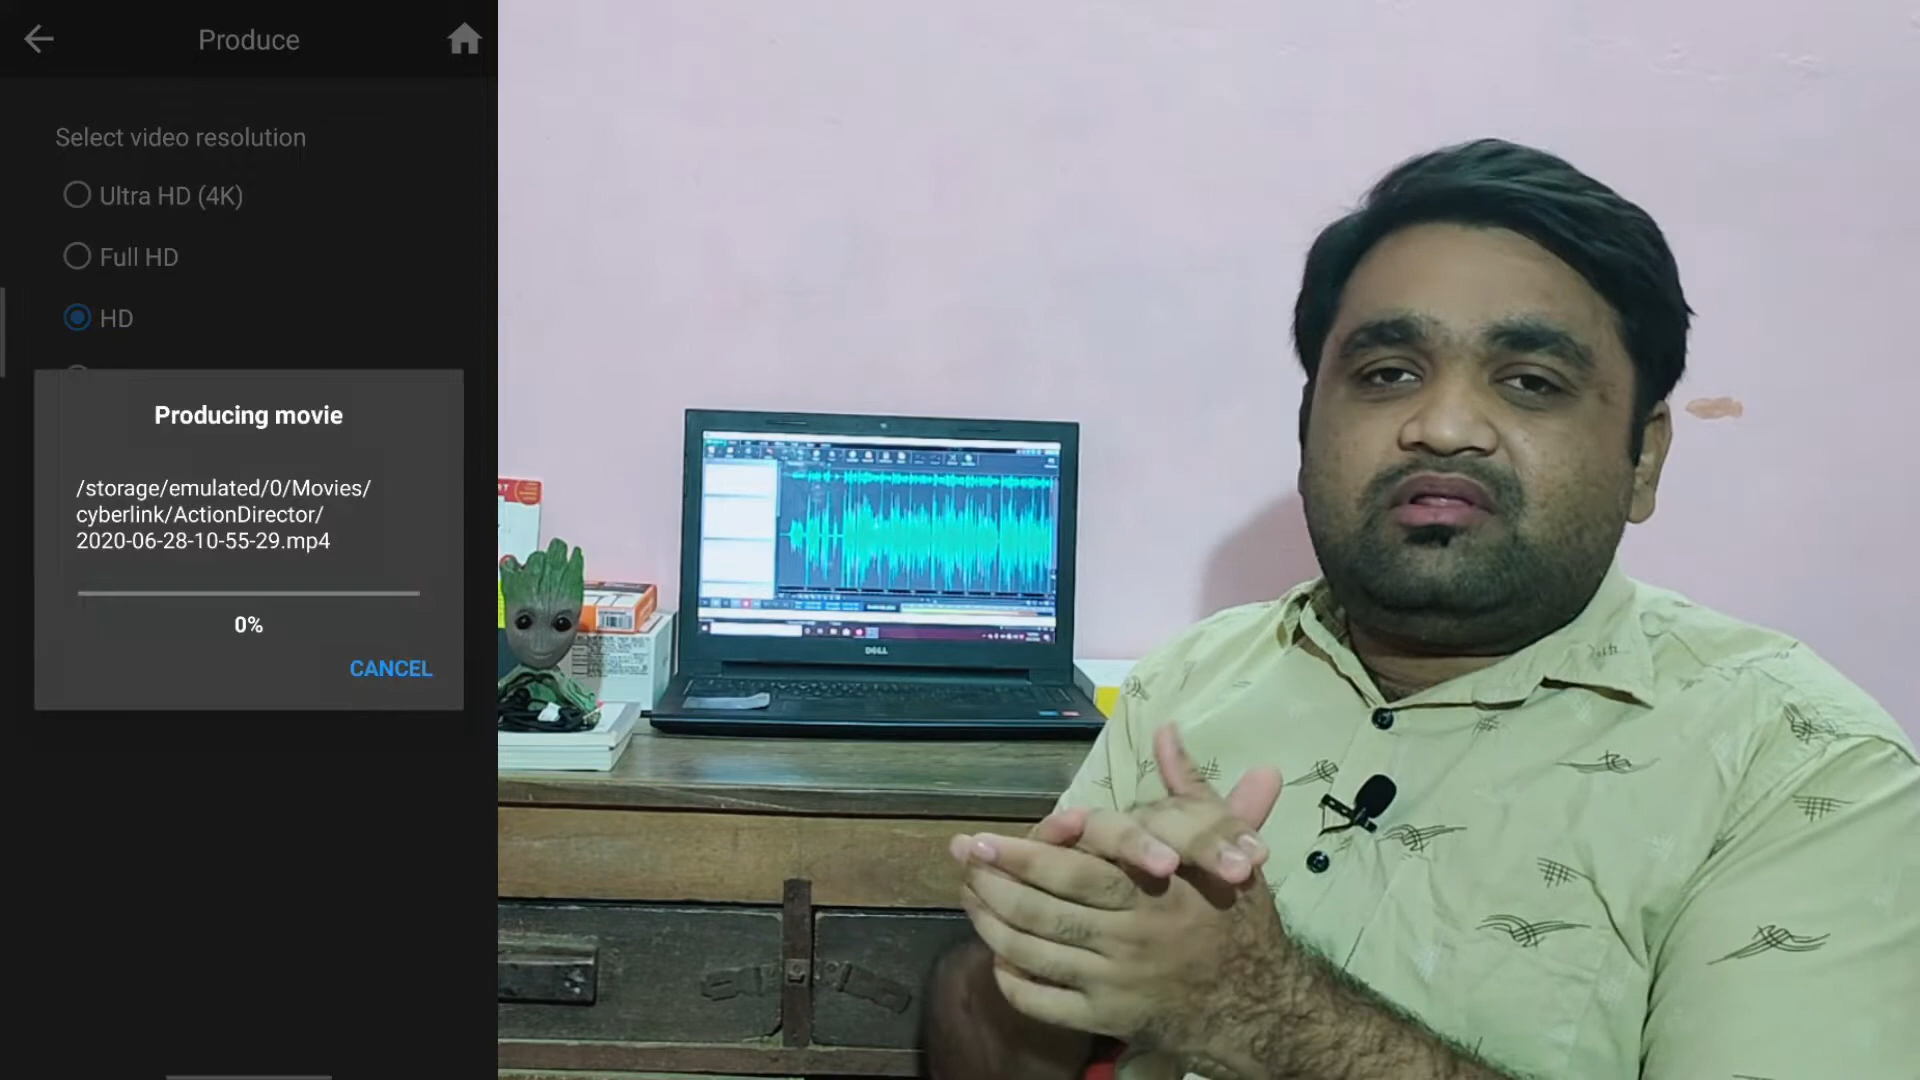 Produce
Select video resolution
Ultra HD (4K)
Full HD
HD
Producing movie
/storage/emulated/0/Movies/
cyberlink/ActionDirector/
2020-06-28-10-55-29.mp4
0%
CANCEL
DELL